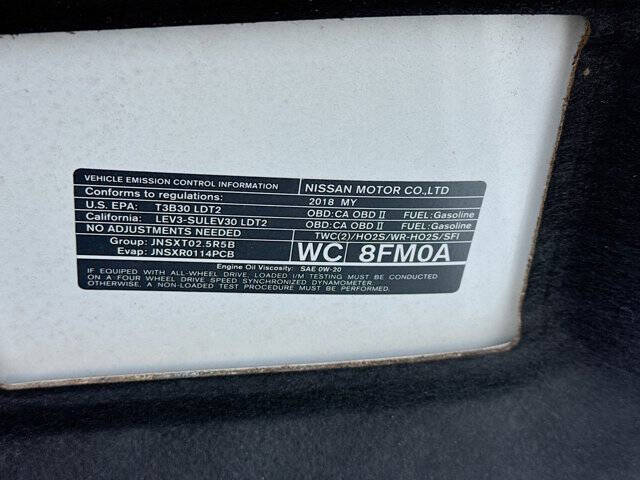 VEHICLE EMISSION CONTROL INFORMATION NISSAN MOTOR CO.,LTD
Conforms to regulations: 2018 MY
U.S. EPA: T3B30 LDT2 OBD:CA OBD II FUEL:Gasoline
California: LEV3-SULEV30 LDT2 OBD:CA OBD II FUEL:Gasoline
NO ADJUSTMENTS NEEDED TWC(2)/HO2S/WR-HO2S/SFI
Group: JNSXT02.5R5B
Evap: JNSXR0114PCB
WC 8FM0A
Engine Oil Viscosity: SAE 0W-20
IF EQUIPED WITH ALL-WHEEL DRIVE, LOADED I/M TESTING MUST BE CONDUCTED
ON A FOUR WHEEL DRIVE SPEED SYNCHRONIZED DYNAMOMETER.
OTHERWISE, A NON-LOADED TEST PROCEDURE MUST BE PERFORMED.